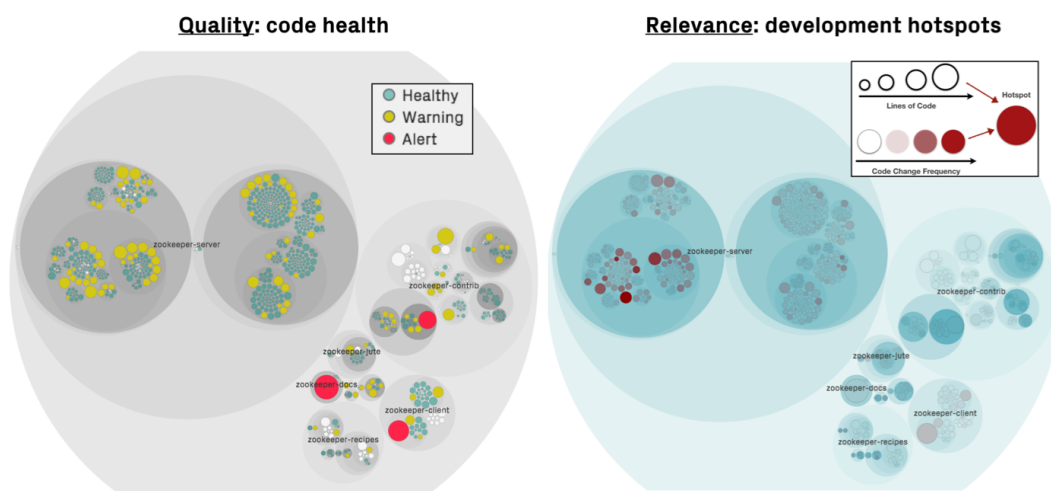 Quality: code health
Relevance: development hotspots
Healthy
Warning
Alert
zookeeper-server
zookeeper-contrib
zookeeper-jute
zookeeper-docs
zookeeper-client
zookeeper-recipes
Lines of Code
Hotspot
Code Change Frequency
zookeeper-server
zookeeper-contrib
zookeeper-jute
zookeeper-docs
zookeeper-client
zookeeper-recipes